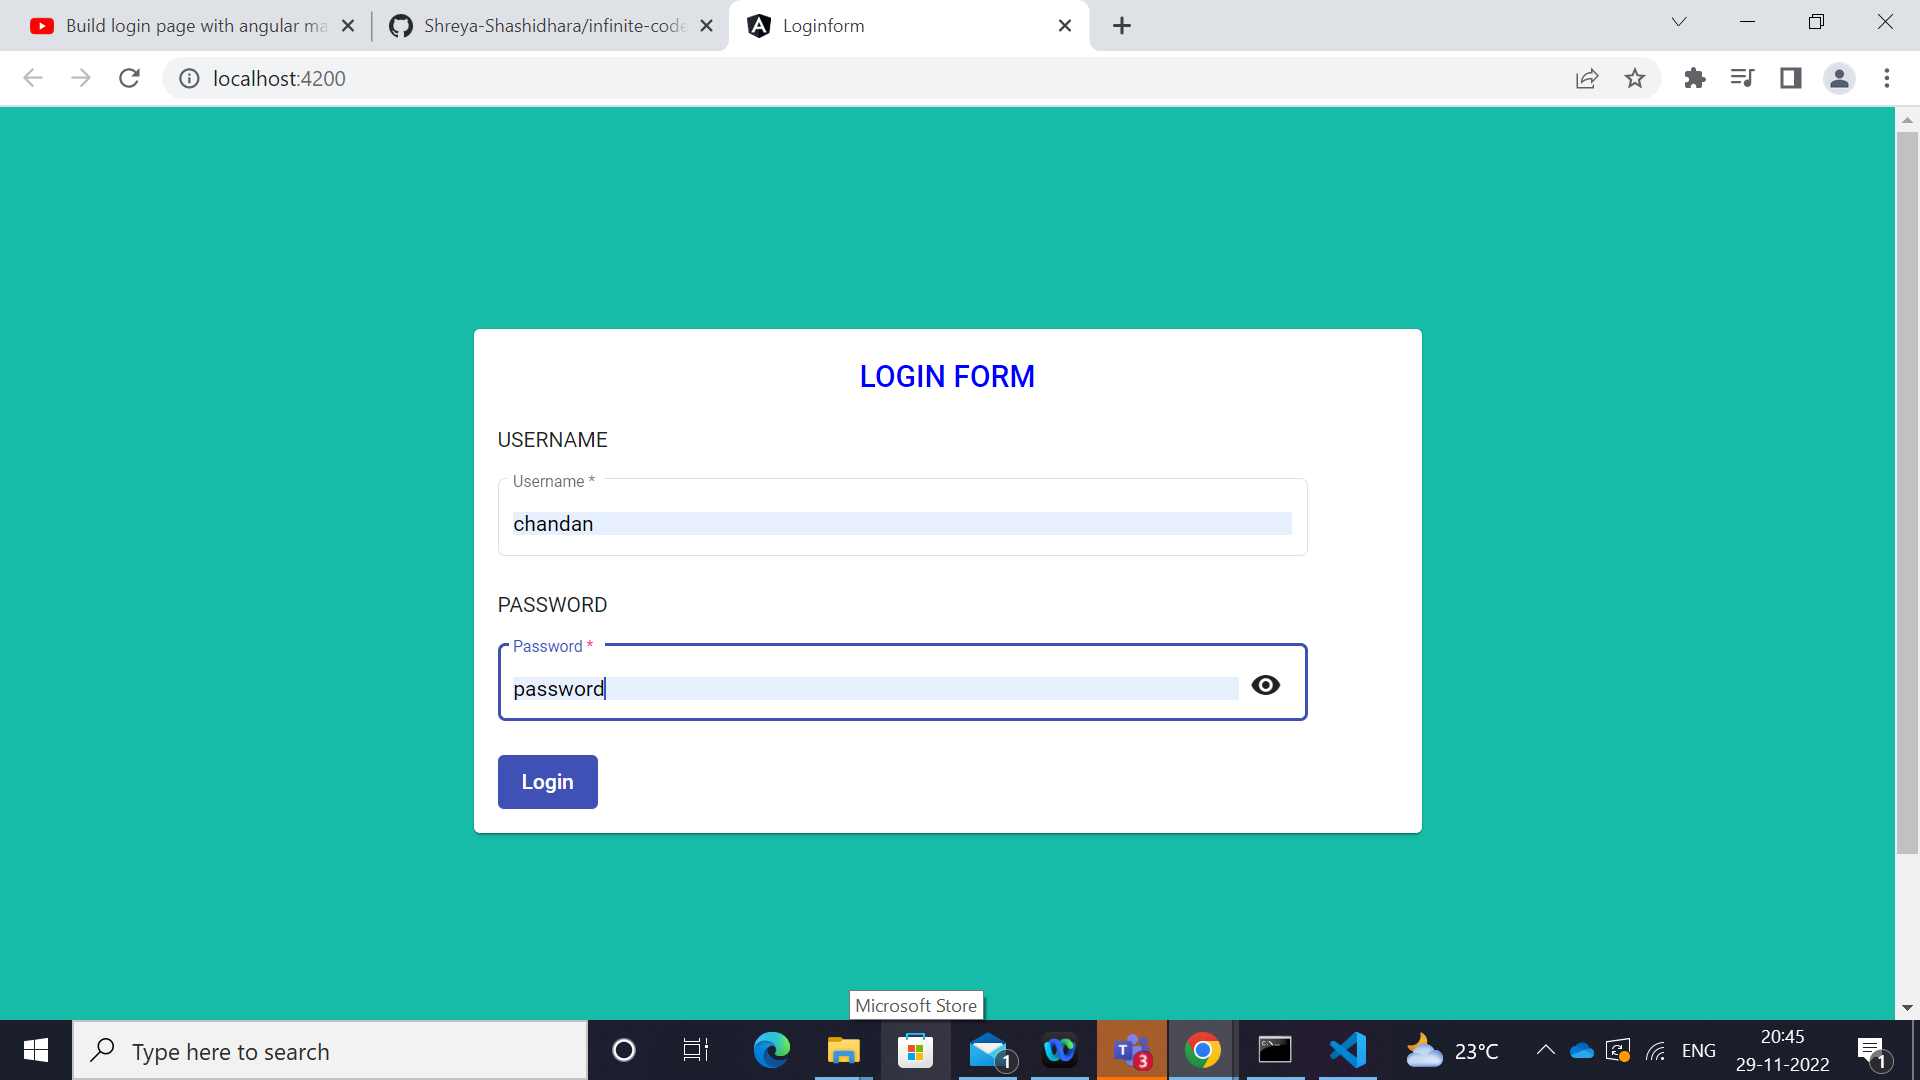 Build login page with angular ma
Shreya-Shashidhara/infinite-code
Loginform
localhost:4200
LOGIN FORM
USERNAME
Username *
chandan
PASSWORD
Password *
password
Login
Microsoft Store
Type here to search
1
T 3
C:\_
23°C
ENG
20:45
29-11-2022
1